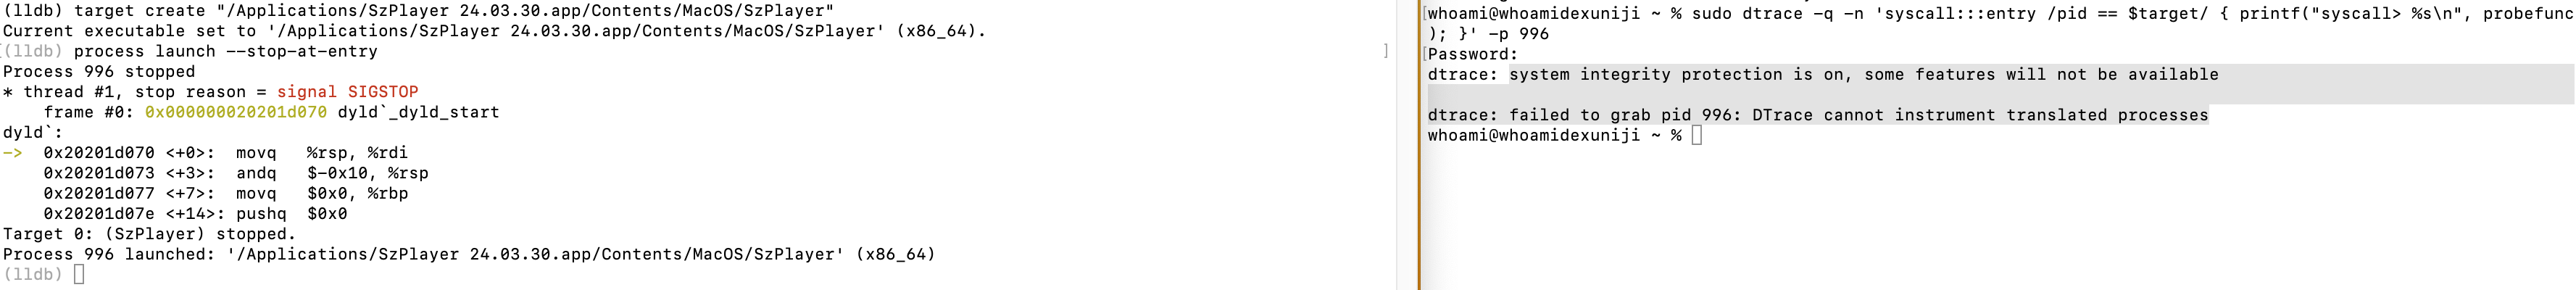 (lldb) target create "/Applications/SzPlayer 24.03.30.app/Contents/MacOS/SzPlayer"
Current executable set to '/Applications/SzPlayer 24.03.30.app/Contents/MacOS/SzPlayer' (x86_64).
(lldb) process launch --stop-at-entry
Process 996 stopped
* thread #1, stop reason = signal SIGSTOP
    frame #0: 0x000000020201d070 dyld`_dyld_start
dyld`:
->  0x20201d070 <+0>:  movq   %rsp, %rdi
    0x20201d073 <+3>:  andq   $-0x10, %rsp
    0x20201d077 <+7>:  movq   $0x0, %rbp
    0x20201d07e <+14>: pushq  $0x0
Target 0: (SzPlayer) stopped.
Process 996 launched: '/Applications/SzPlayer 24.03.30.app/Contents/MacOS/SzPlayer' (x86_64)
(lldb)
[whoami@whoamidexuniji ~ % sudo dtrace -q -n 'syscall:::entry /pid == $target/ { printf("syscall> %s\n", probefunc
); }' -p 996
[Password:
dtrace: system integrity protection is on, some features will not be available
dtrace: failed to grab pid 996: DTrace cannot instrument translated processes
whoami@whoamidexuniji ~ %